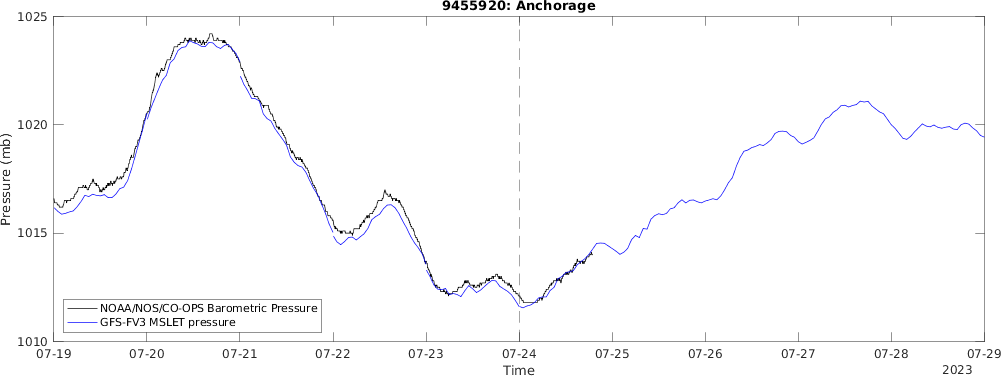 9455920: Anchorage
Pressure (mb)
1025
1020
1015
1010
NOAA/NOS/CO-OPS Barometric Pressure
GFS-FV3 MSLET pressure
07-19 07-20 07-21 07-22 07-23 07-24 07-25 07-26 07-27 07-28 07-29
Time
2023